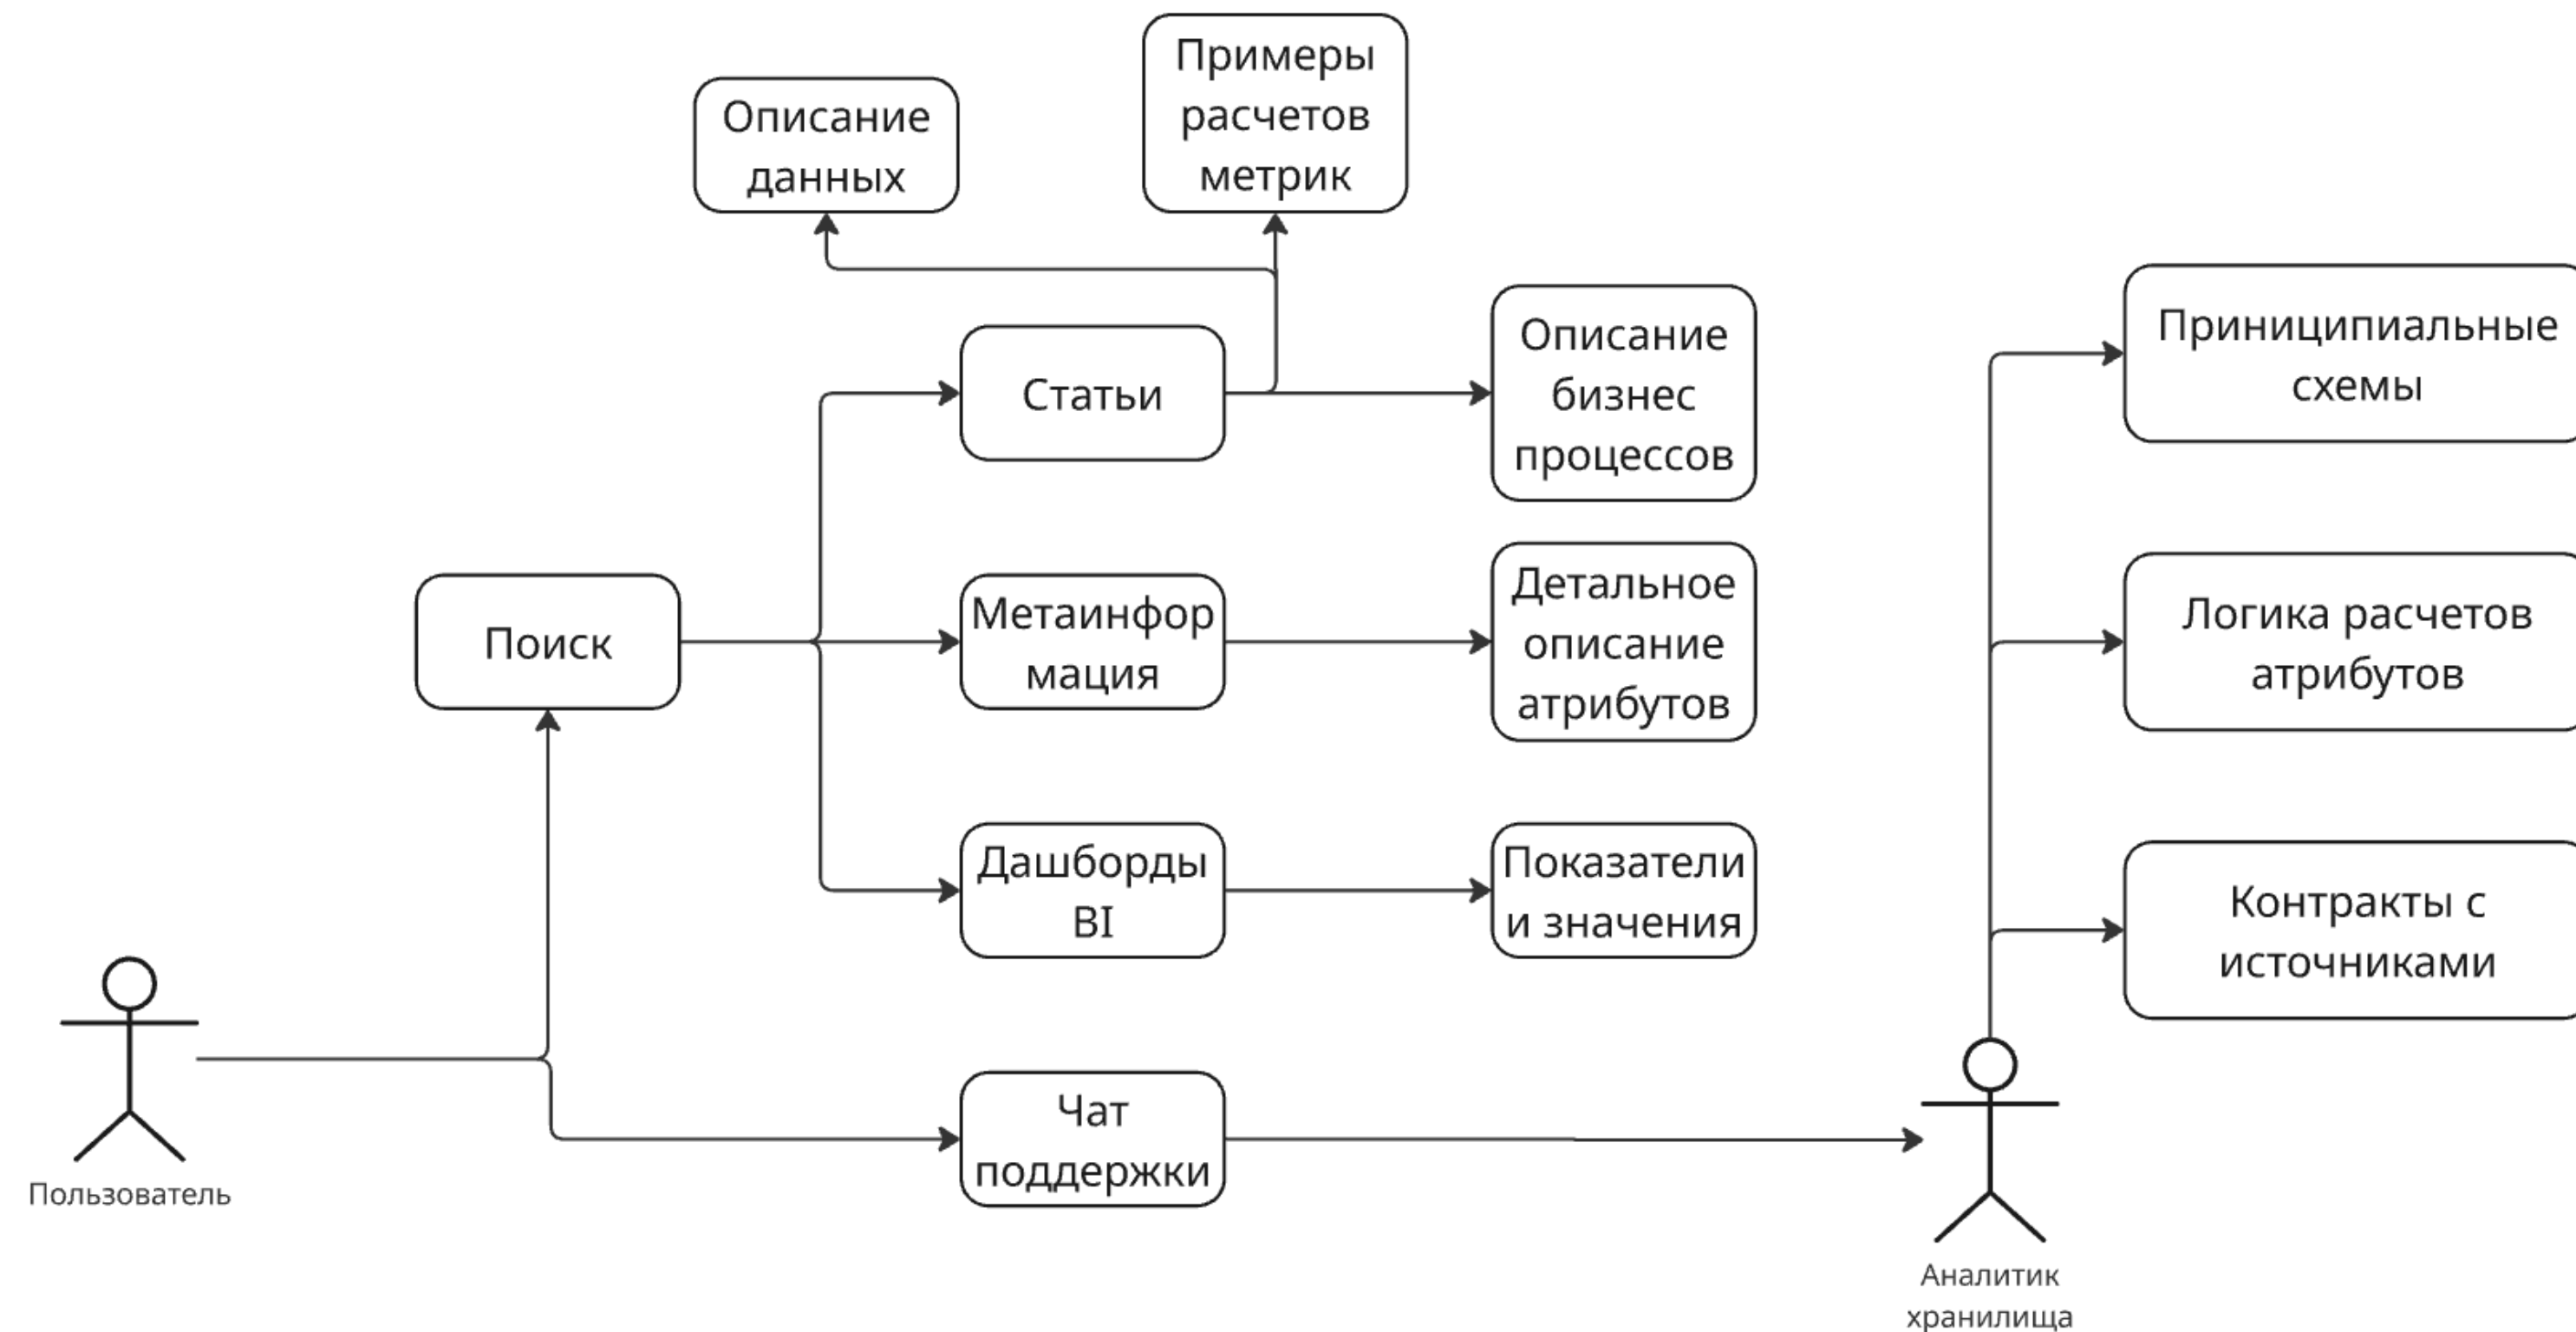 Примеры
расчетов
метрик
Описание
данных
Статьи
Описание
бизнес
процессов
Приниципиальные
схемы
Поиск
Метаинфор
мация
Детальное
описание
атрибутов
Логика расчетов
атрибутов
Дашборды
BI
Показатели
и значения
Контракты с
источниками
Чат
поддержки
Пользователь
Аналитик
хранилища